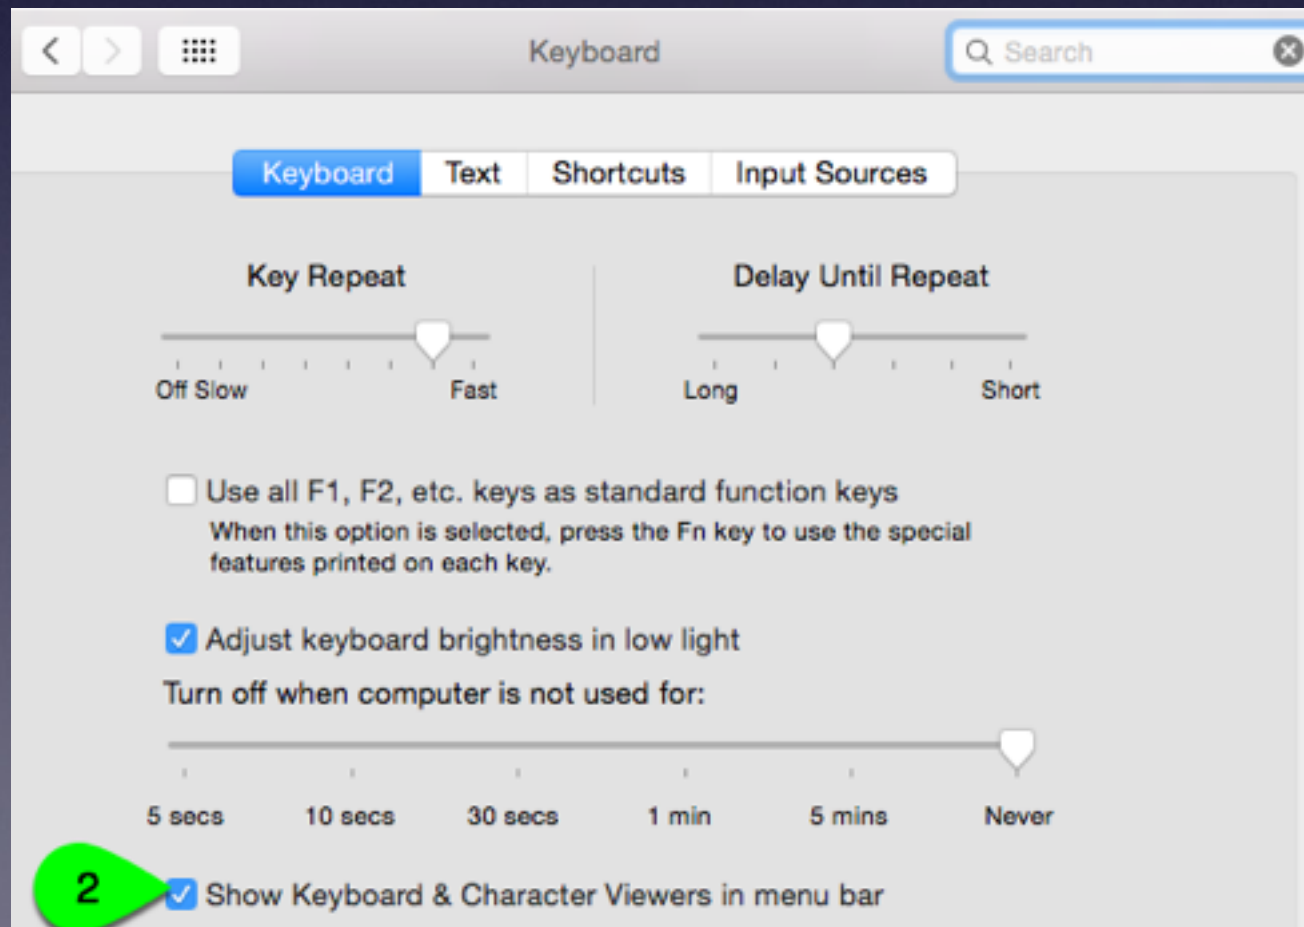 Keyboard
Search
Keyboard Text Shortcuts Input Sources
Key Repeat Delay Until Repeat
Off Slow Fast Long Short
Use all F1, F2, etc. keys as standard function keys
When this option is selected, press the Fn key to use the special
features printed on each key.
Adjust keyboard brightness in low light
Turn off when computer is not used for:
5 secs 10 secs 30 secs 1 min 5 mins Never
2 Show Keyboard & Character Viewers in menu bar